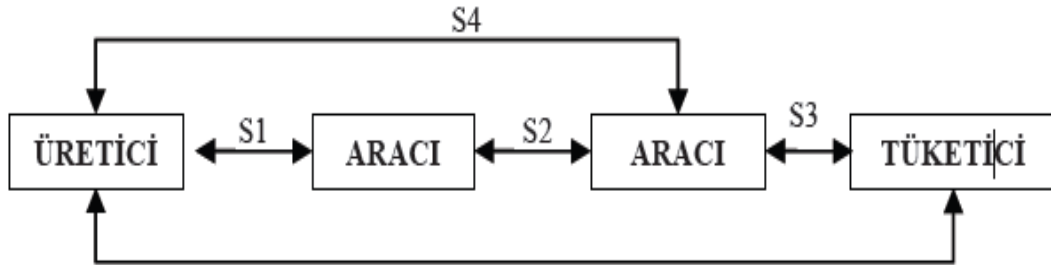 S4
ÜRETİCİ S1 ARACI S2 ARACI S3 TÜKETİCİ